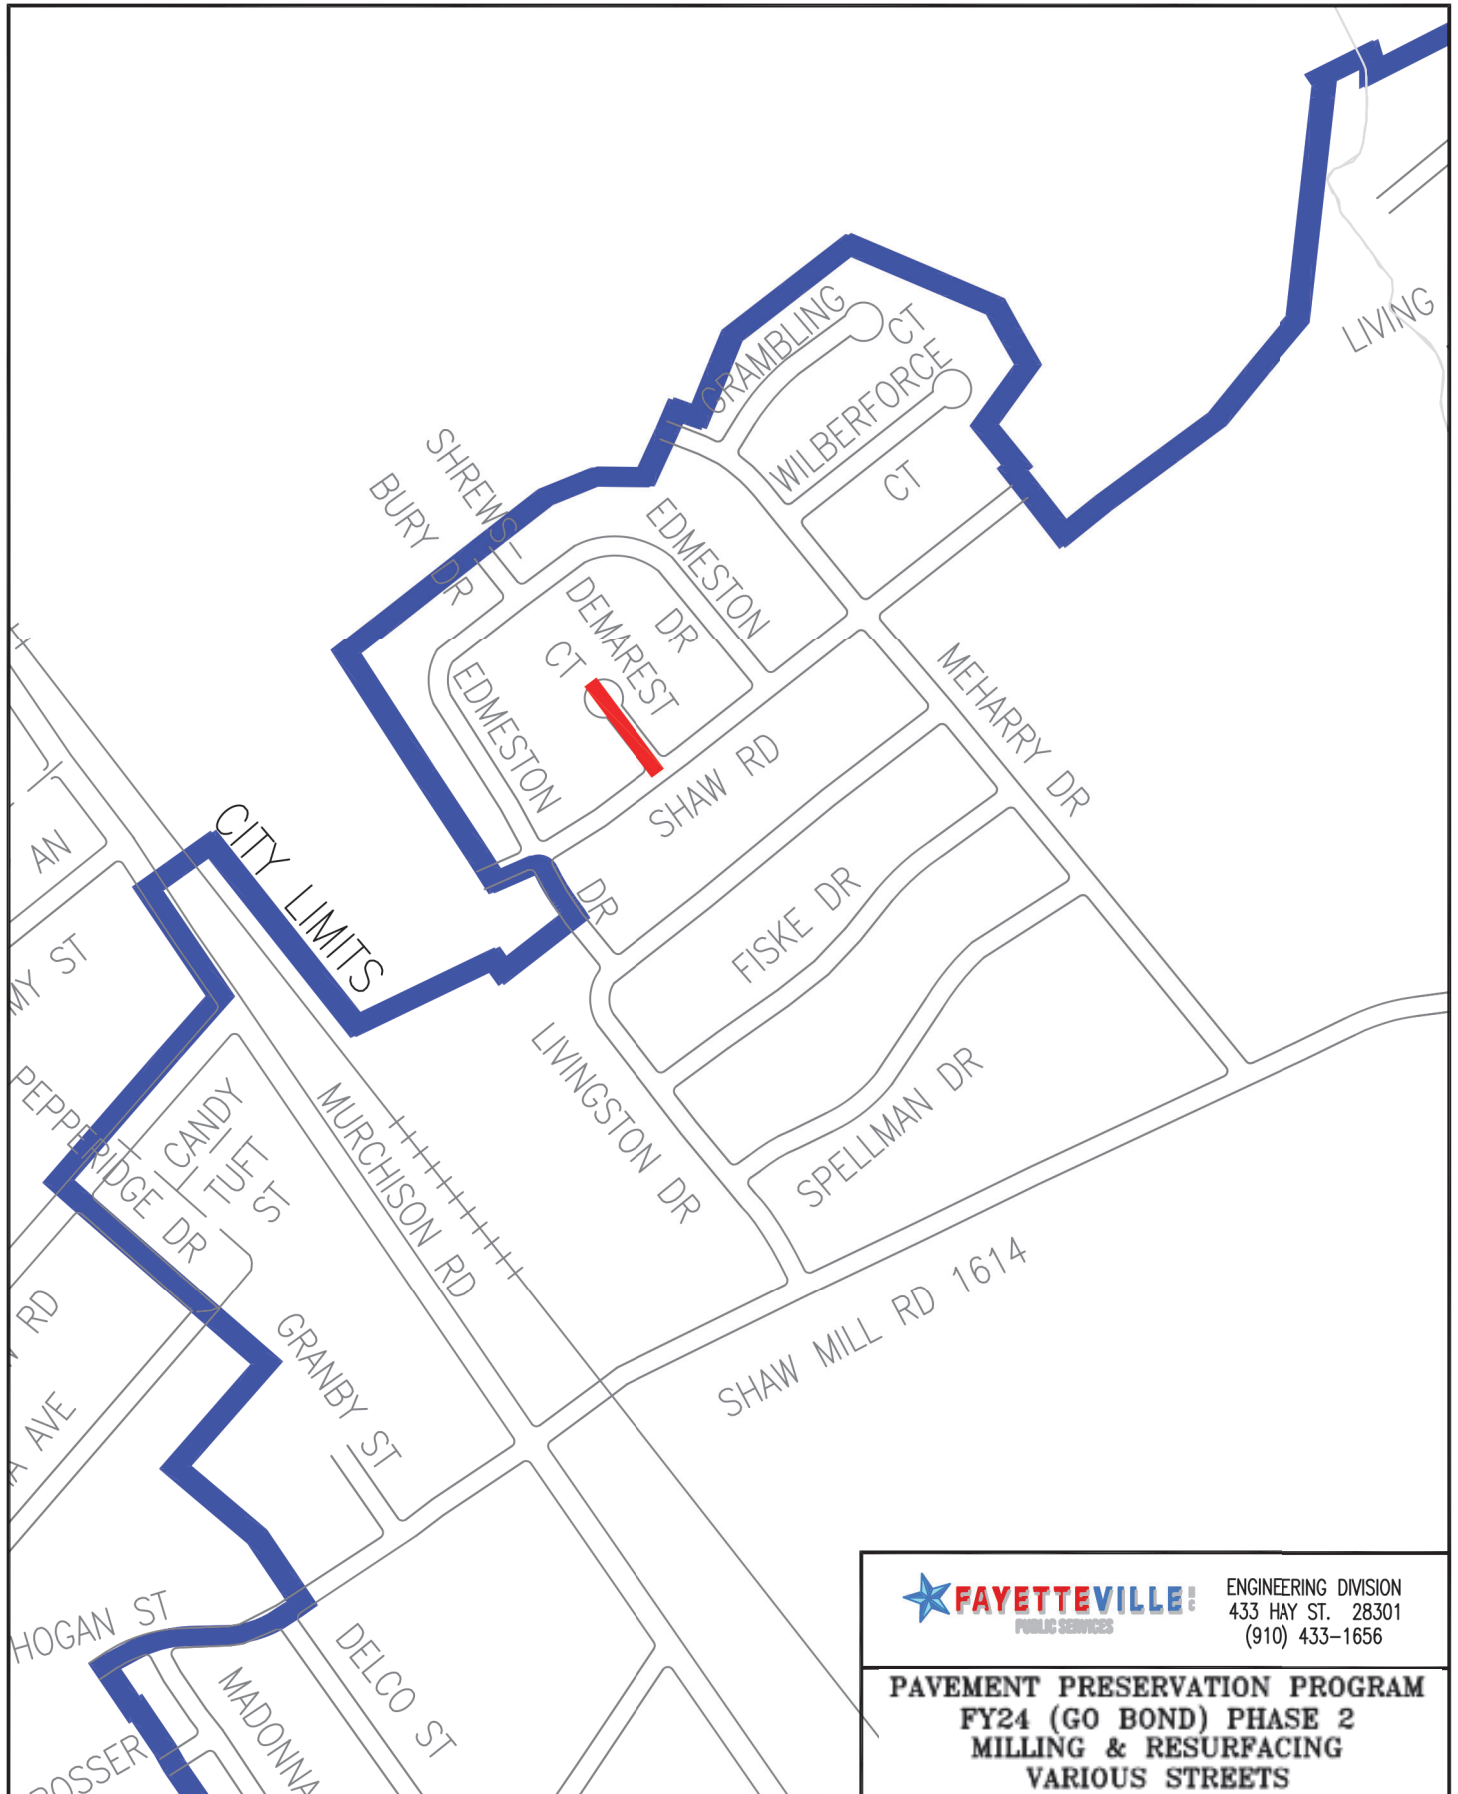 LIVING
GRAMBLING
CT
WILBERFORCE
CT
SHREWS-
BURY DR
EDMESTON
DR
DEMAREST
CT
EDMESTON
DR
SHAW RD
MEHARRY DR
CITY LIMITS
AN
MY ST
FISKE DR
LIVINGSTON DR
SPELLMAN DR
PEPPERIDGE DR
CANDY
TUFT
ST
MURCHISON RD
RD
AVE
GRANBY ST
SHAW MILL RD 1614
HOGAN ST
DELCO ST
MADONNA
ROSSER
FAYETTEVILLE NC
PUBLIC SERVICES
ENGINEERING DIVISION
433 HAY ST. 28301
(910) 433-1656
PAVEMENT PRESERVATION PROGRAM
FY24 (GO BOND) PHASE 2
MILLING & RESURFACING
VARIOUS STREETS